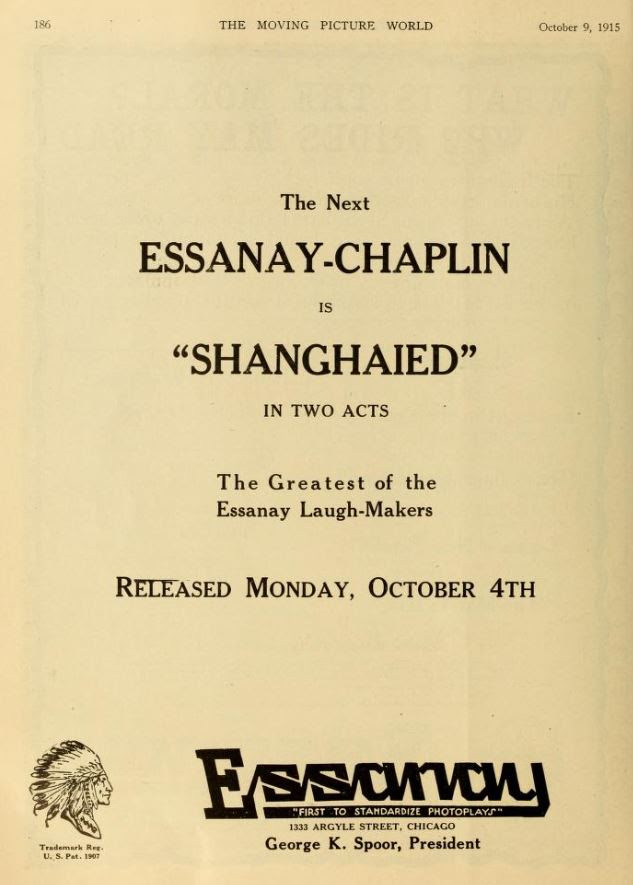 186 THE MOVING PICTURE WORLD October 9, 1915
The Next
ESSANAY-CHAPLIN
IS
“SHANGHAIED”
IN TWO ACTS
The Greatest of the
Essanay Laugh-Makers
RELEASED MONDAY, OCTOBER 4TH
Essanay
"FIRST TO STANDARDIZE PHOTOPLAYS"
1333 ARGYLE STREET, CHICAGO
George K. Spoor, President
Trademark Reg.
U. S. Pat. 1907